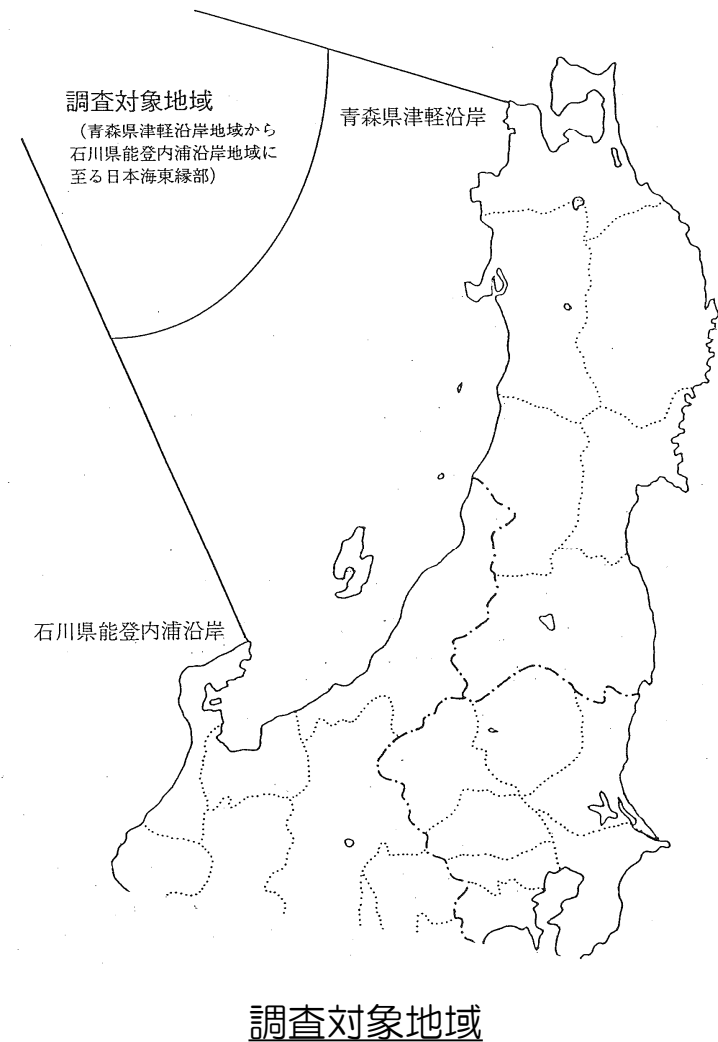 調査対象地域
(青森県津軽沿岸地域から
石川県能登内浦沿岸地域に
至る日本海東縁部)
青森県津軽沿岸
石川県能登内浦沿岸
調査対象地域